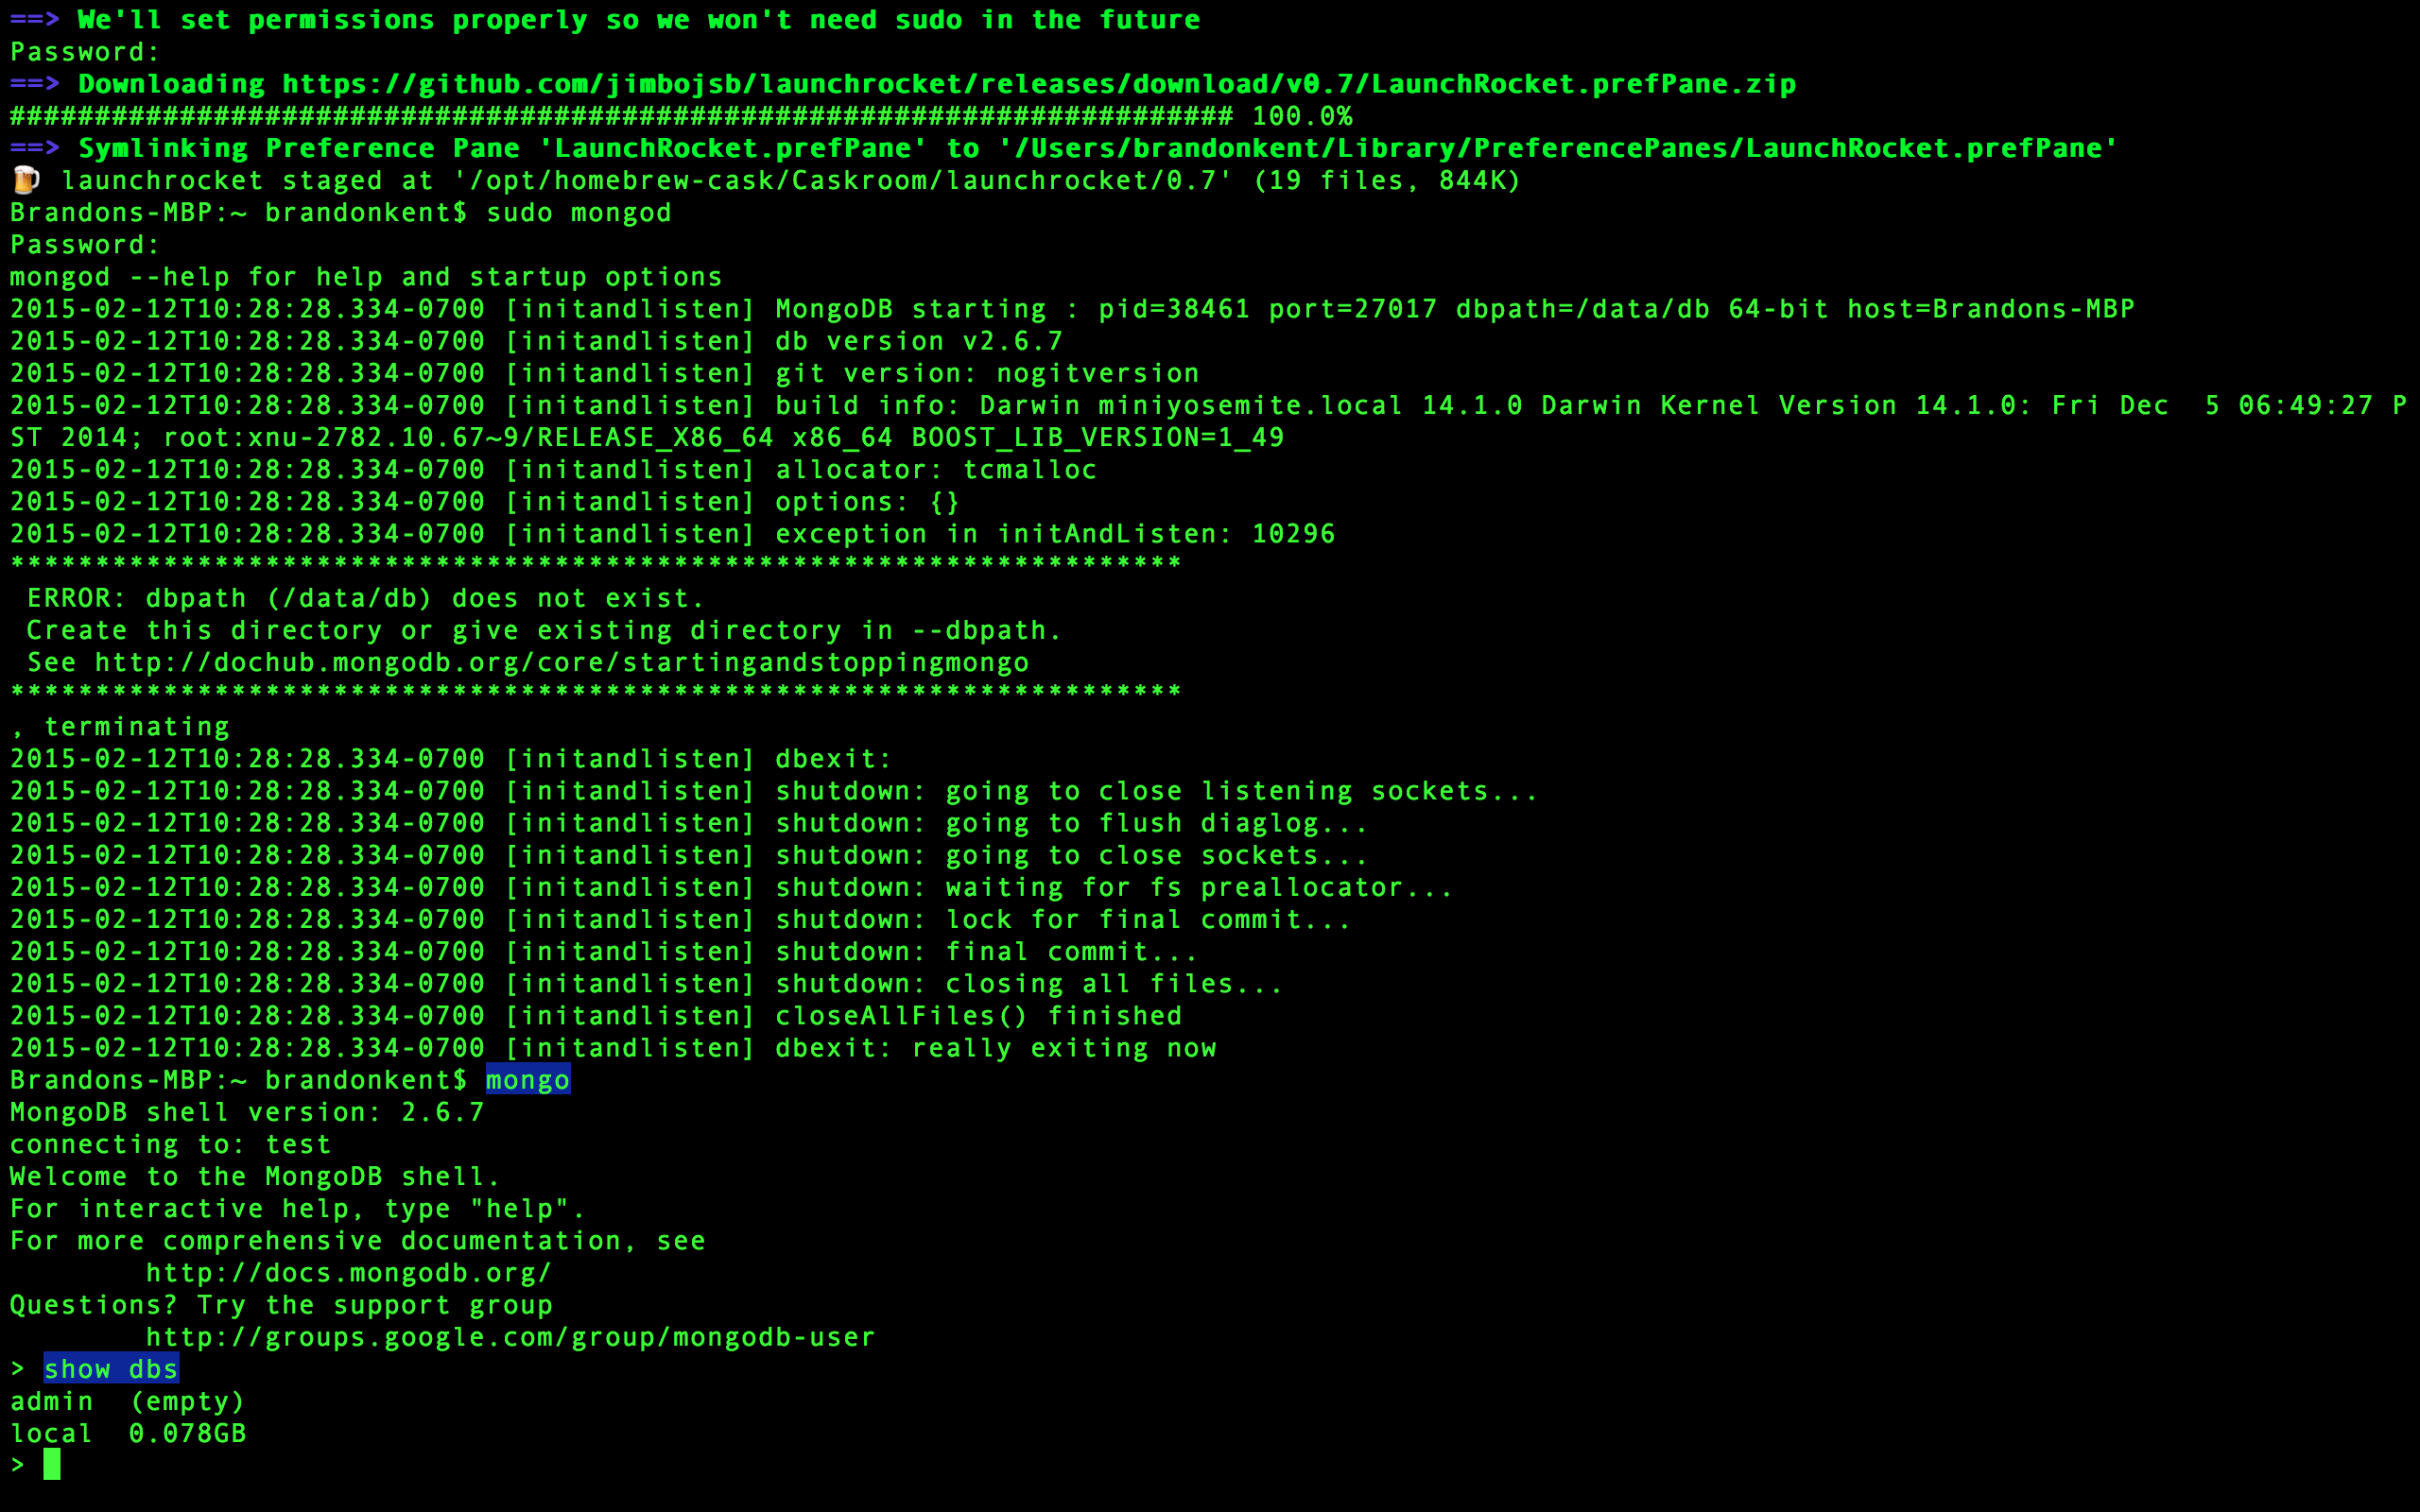 ==> We'll set permissions properly so we won't need sudo in the future
Password:
==> Downloading https://github.com/jimbojsb/launchrocket/releases/download/v0.7/LaunchRocket.prefPane.zip
######################################################################## 100.0%
==> Symlinking Preference Pane 'LaunchRocket.prefPane' to '/Users/brandonkent/Library/PreferencePanes/LaunchRocket.prefPane'
🍺  launchrocket staged at '/opt/homebrew-cask/Caskroom/launchrocket/0.7' (19 files, 844K)
Brandons-MBP:~ brandonkent$ sudo mongod
Password:
mongod --help for help and startup options
2015-02-12T10:28:28.334-0700 [initandlisten] MongoDB starting : pid=38461 port=27017 dbpath=/data/db 64-bit host=Brandons-MBP
2015-02-12T10:28:28.334-0700 [initandlisten] db version v2.6.7
2015-02-12T10:28:28.334-0700 [initandlisten] git version: nogitversion
2015-02-12T10:28:28.334-0700 [initandlisten] build info: Darwin miniyosemite.local 14.1.0 Darwin Kernel Version 14.1.0: Fri Dec  5 06:49:27 P
ST 2014; root:xnu-2782.10.67~9/RELEASE_X86_64 x86_64 BOOST_LIB_VERSION=1_49
2015-02-12T10:28:28.334-0700 [initandlisten] allocator: tcmalloc
2015-02-12T10:28:28.334-0700 [initandlisten] options: {}
2015-02-12T10:28:28.334-0700 [initandlisten] exception in initAndListen: 10296
*********************************************************************
 ERROR: dbpath (/data/db) does not exist.
 Create this directory or give existing directory in --dbpath.
 See http://dochub.mongodb.org/core/startingandstoppingmongo
*********************************************************************
, terminating
2015-02-12T10:28:28.334-0700 [initandlisten] dbexit:
2015-02-12T10:28:28.334-0700 [initandlisten] shutdown: going to close listening sockets...
2015-02-12T10:28:28.334-0700 [initandlisten] shutdown: going to flush diaglog...
2015-02-12T10:28:28.334-0700 [initandlisten] shutdown: going to close sockets...
2015-02-12T10:28:28.334-0700 [initandlisten] shutdown: waiting for fs preallocator...
2015-02-12T10:28:28.334-0700 [initandlisten] shutdown: lock for final commit...
2015-02-12T10:28:28.334-0700 [initandlisten] shutdown: final commit...
2015-02-12T10:28:28.334-0700 [initandlisten] shutdown: closing all files...
2015-02-12T10:28:28.334-0700 [initandlisten] closeAllFiles() finished
2015-02-12T10:28:28.334-0700 [initandlisten] dbexit: really exiting now
Brandons-MBP:~ brandonkent$ mongo
MongoDB shell version: 2.6.7
connecting to: test
Welcome to the MongoDB shell.
For interactive help, type "help".
For more comprehensive documentation, see
        http://docs.mongodb.org/
Questions? Try the support group
        http://groups.google.com/group/mongodb-user
> show dbs
admin  (empty)
local  0.078GB
>